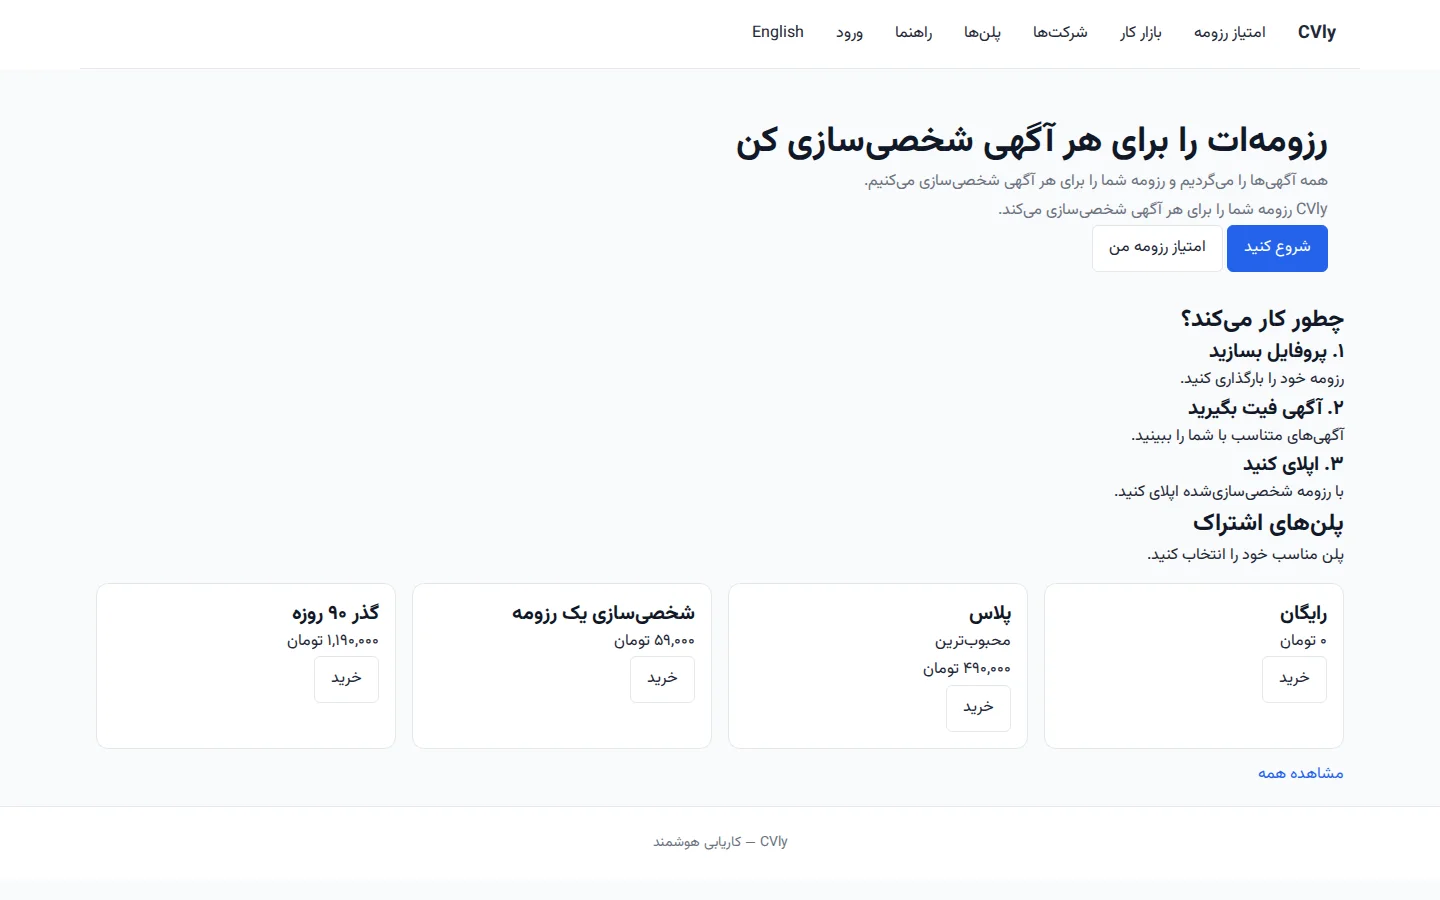 CVly امتیاز رزومه بازار کار شرکت‌ها پلن‌ها راهنما ورود English
رزومه‌ات را برای هر آگهی شخصی‌سازی کن
همه آگهی‌ها را می‌گردیم و رزومه شما را برای هر آگهی شخصی‌سازی می‌کنیم.
CVly رزومه شما را برای هر آگهی شخصی‌سازی می‌کند.
شروع کنید امتیاز رزومه من
چطور کار می‌کند؟
۱. پروفایل بسازید
رزومه خود را بارگذاری کنید.
۲. آگهی فیت بگیرید
آگهی‌های متناسب با شما را ببینید.
۳. اپلای کنید
با رزومه شخصی‌سازی‌شده اپلای کنید.
پلن‌های اشتراک
پلن مناسب خود را انتخاب کنید.
رایگان
۰ تومان
خرید
پلاس
محبوب‌ترین
۴۹۰,۰۰۰ تومان
خرید
شخصی‌سازی یک رزومه
۵۹,۰۰۰ تومان
خرید
گذر ۹۰ روزه
۱,۱۹۰,۰۰۰ تومان
خرید
مشاهده همه
CVly — کاریابی هوشمند